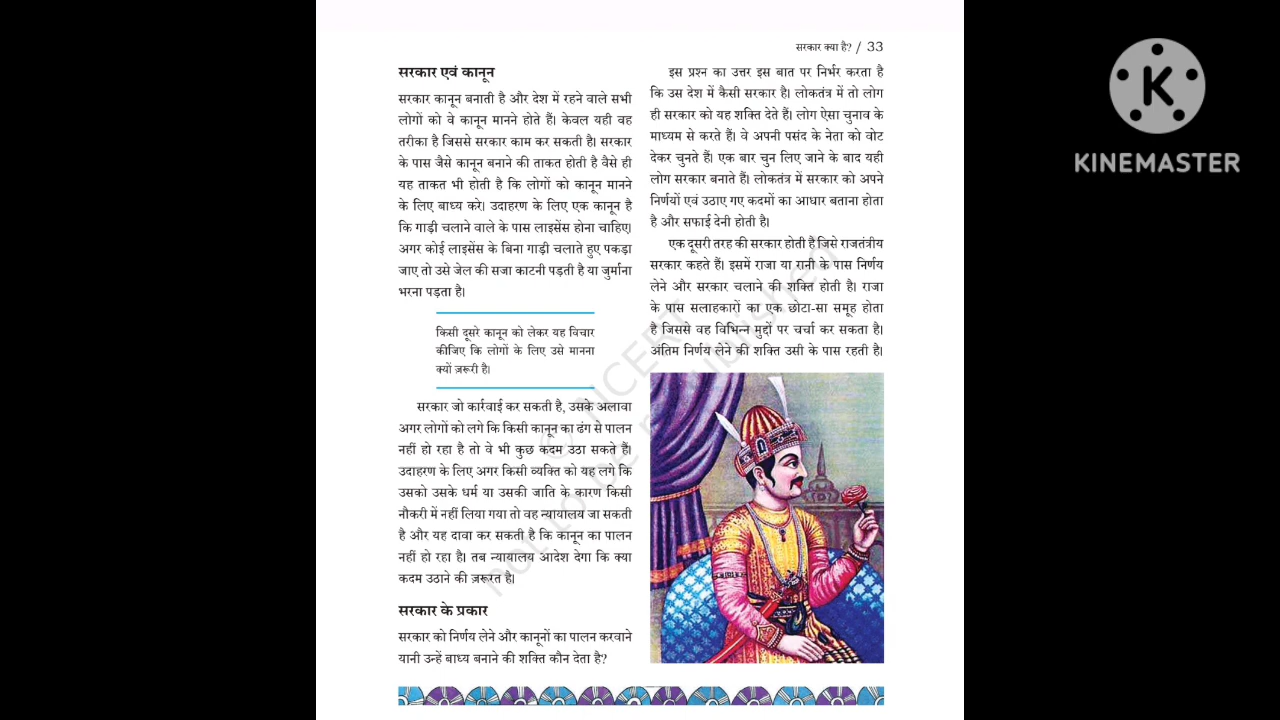 सरकार क्या है? / 33
सरकार एवं कानून
सरकार कानून बनाती है और देश में रहने वाले सभी
लोगों को वे कानून मानने होते हैं। केवल यही वह
तरीका है जिससे सरकार काम कर सकती है। सरकार
के पास जैसे कानून बनाने की ताकत होती है वैसे ही
यह ताकत भी होती है कि लोगों को कानून मानने
के लिए बाध्य करे। उदाहरण के लिए एक कानून है
कि गाड़ी चलाने वाले के पास लाइसेंस होना चाहिए।
अगर कोई लाइसेंस के बिना गाड़ी चलाते हुए पकड़ा
जाए तो उसे जेल की सजा काटनी पड़ती है या जुर्माना
भरना पड़ता है।
किसी दूसरे कानून को लेकर यह विचार
कीजिए कि लोगों के लिए उसे मानना
क्यों ज़रूरी है।
सरकार जो कार्रवाई कर सकती है, उसके अलावा
अगर लोगों को लगे कि किसी कानून का ढंग से पालन
नहीं हो रहा है तो वे भी कुछ कदम उठा सकते हैं।
उदाहरण के लिए अगर किसी व्यक्ति को यह लगे कि
उसको उसके धर्म या उसकी जाति के कारण किसी
नौकरी में नहीं लिया गया तो वह न्यायालय जा सकती
है और यह दावा कर सकती है कि कानून का पालन
नहीं हो रहा है। तब न्यायालय आदेश देगा कि क्या
कदम उठाने की ज़रूरत है।
सरकार के प्रकार
सरकार को निर्णय लेने और कानूनों का पालन करवाने
यानी उन्हें बाध्य बनाने की शक्ति कौन देता है?
इस प्रश्न का उत्तर इस बात पर निर्भर करता है
कि उस देश में कैसी सरकार है। लोकतंत्र में तो लोग
ही सरकार को यह शक्ति देते हैं। लोग ऐसा चुनाव के
माध्यम से करते हैं। वे अपनी पसंद के नेता को वोट
देकर चुनते हैं। एक बार चुन लिए जाने के बाद यही
लोग सरकार बनाते हैं। लोकतंत्र में सरकार को अपने
निर्णयों एवं उठाए गए कदमों का आधार बताना होता
है और सफाई देनी होती है।
एक दूसरी तरह की सरकार होती है जिसे राजतंत्रीय
सरकार कहते हैं। इसमें राजा या रानी के पास निर्णय
लेने और सरकार चलाने की शक्ति होती है। राजा
के पास सलाहकारों का एक छोटा-सा समूह होता
है जिससे वह विभिन्न मुद्दों पर चर्चा कर सकता है।
अंतिम निर्णय लेने की शक्ति उसी के पास रहती है।
© NCERT
not to be republished
K
KINEMASTER